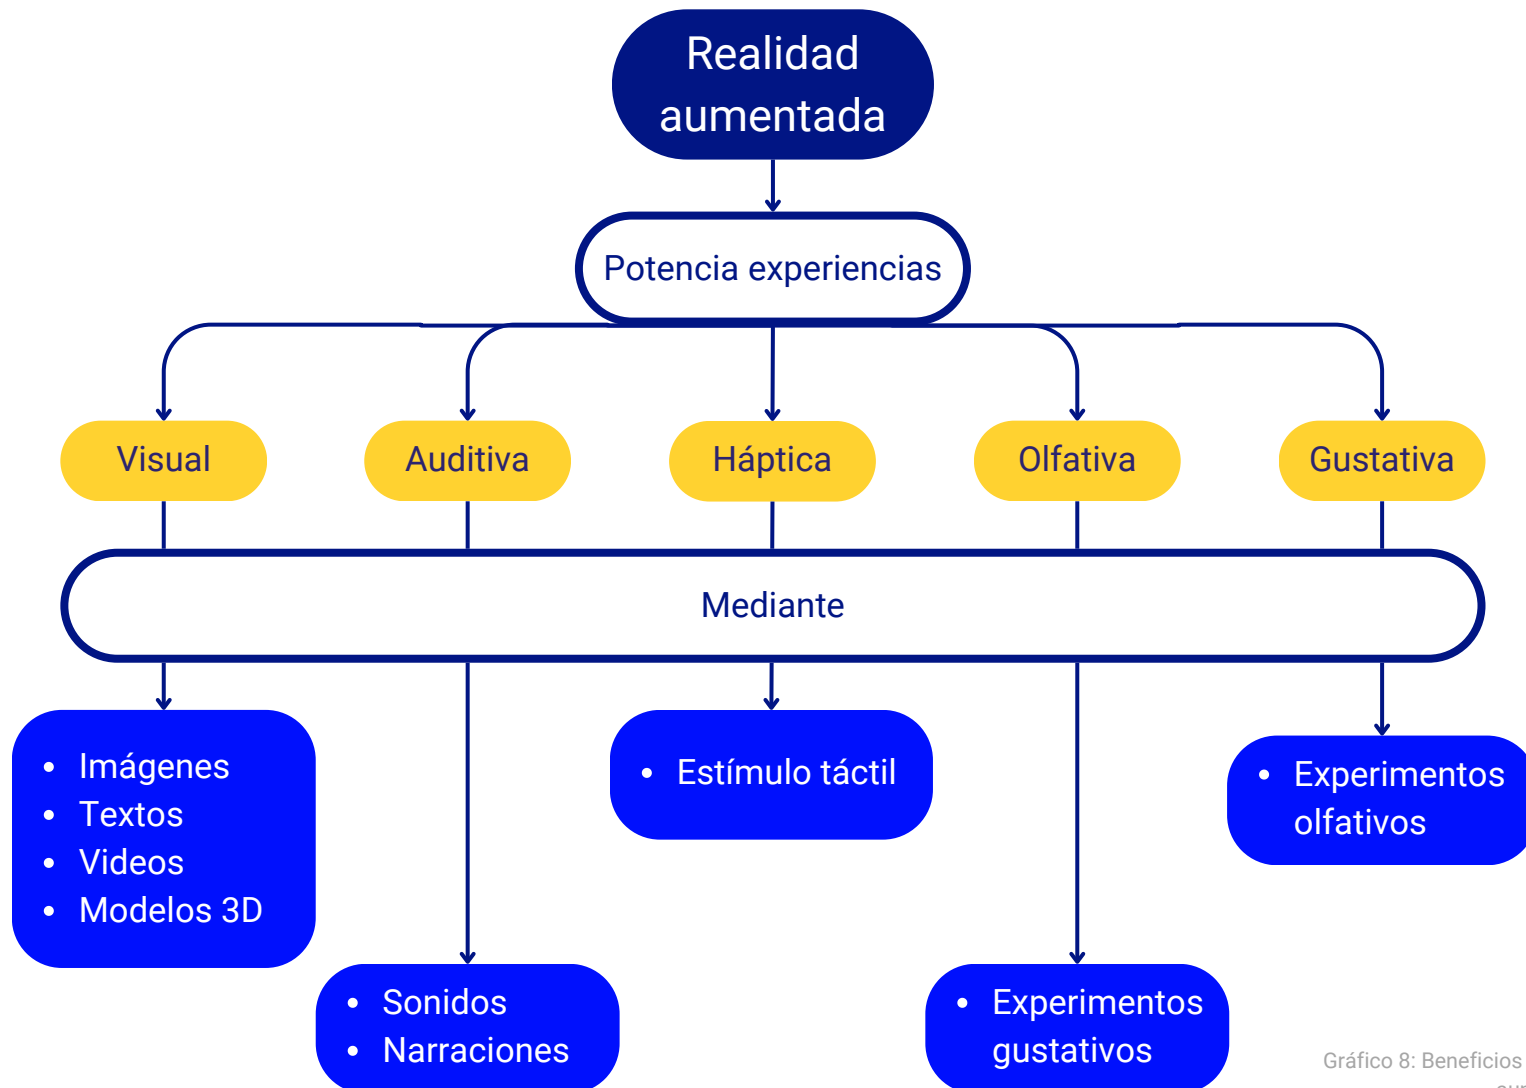 Realidad
aumentada
Potencia experiencias
Visual
Auditiva
Háptica
Olfativa
Gustativa
Mediante
• Imágenes
• Textos
• Videos
• Modelos 3D
• Estímulo táctil
• Experimentos
olfativos
• Sonidos
• Narraciones
• Experimentos
gustativos
Gráfico 8: Beneficios